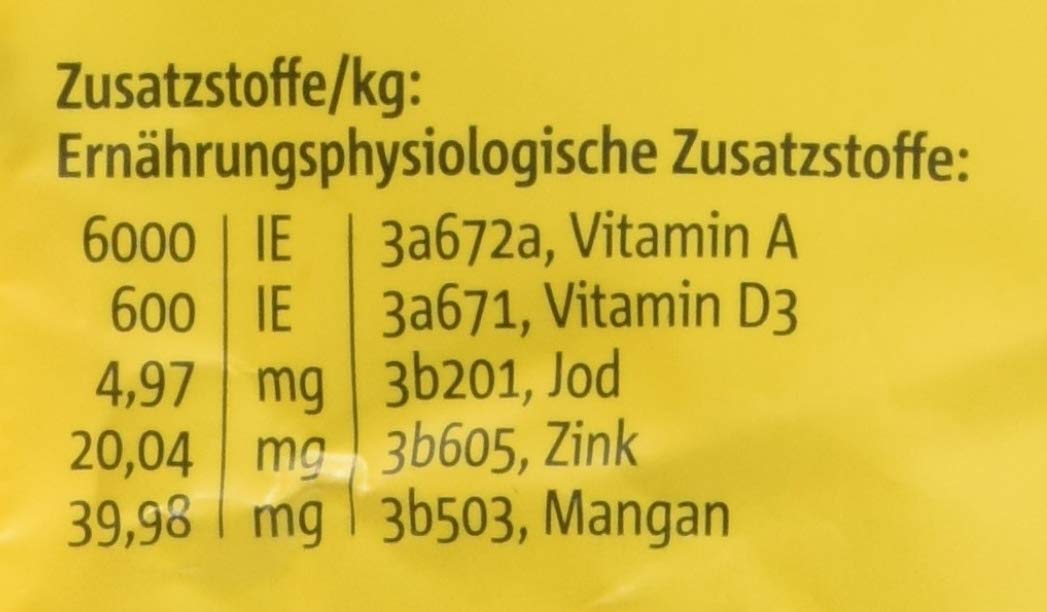 Zusatzstoffe/kg:
Ernährungsphysiologische Zusatzstoffe:
6000 | IE | 3a672a, Vitamin A
600 | IE | 3a671, Vitamin D3
4,97 | mg | 3b201, Jod
20,04 | mg | 3b605, Zink
39,98 | mg | 3b503, Mangan